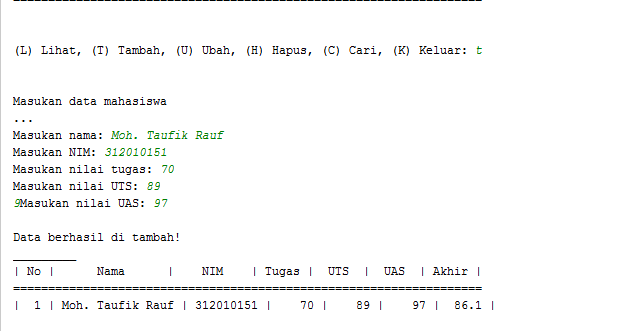 ================================================================================
(L) Lihat, (T) Tambah, (U) Ubah, (H) Hapus, (C) Cari, (K) Keluar: t
Masukan data mahasiswa
...
Masukan nama: Moh. Taufik Rauf
Masukan NIM: 312010151
Masukan nilai tugas: 70
Masukan nilai UTS: 89
9Masukan nilai UAS: 97
Data berhasil di tambah!
_________
| No |      Nama      |    NIM    | Tugas |  UTS  |  UAS  | Akhir |
===================================================================
|  1 | Moh. Taufik Rauf | 312010151 |    70 |    89 |    97 |  86.1 |